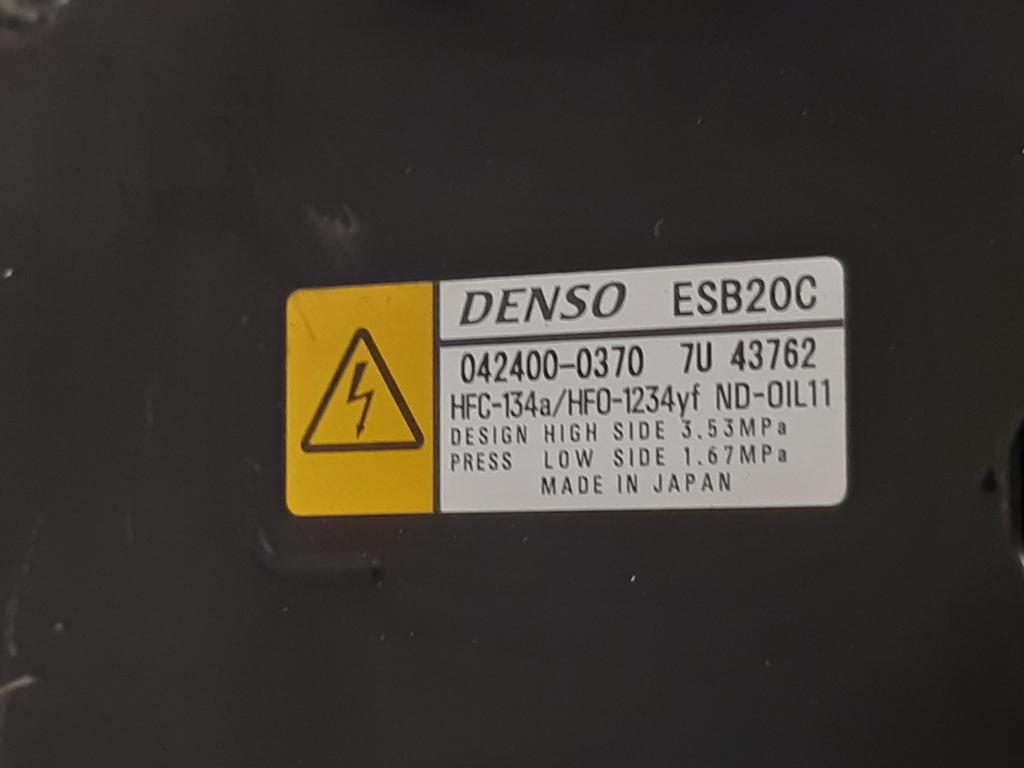 DENSO ESB20C
042400-0370 7U 43762
HFC-134a/HFO-1234yf ND-OIL11
DESIGN HIGH SIDE 3.53MPa
PRESS LOW SIDE 1.67MPa
MADE IN JAPAN